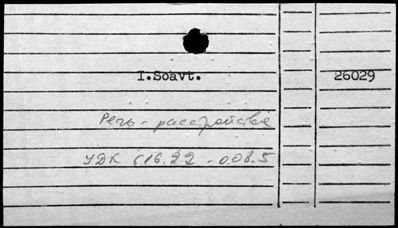 I.Soavt. 26029
Речь - расстройства
УДК 616.22 - 008.5